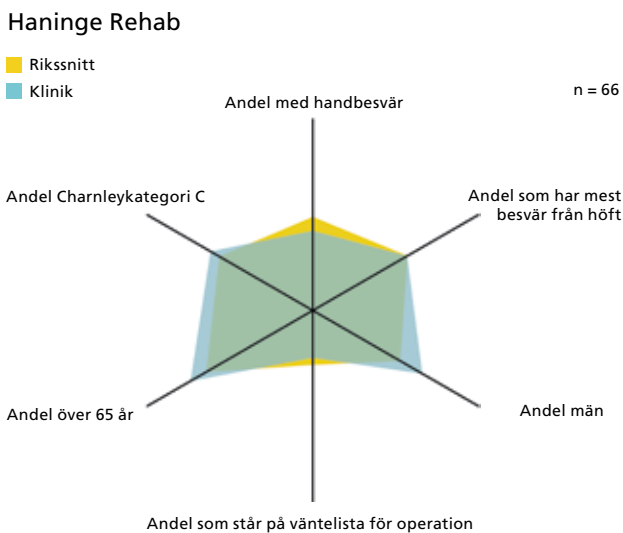 Haninge Rehab
Rikssnitt
Klinik
n = 66
Andel med handbesvär
Andel Charnleykategori C
Andel som har mest
besvär från höft
Andel över 65 år
Andel män
Andel som står på väntelista för operation